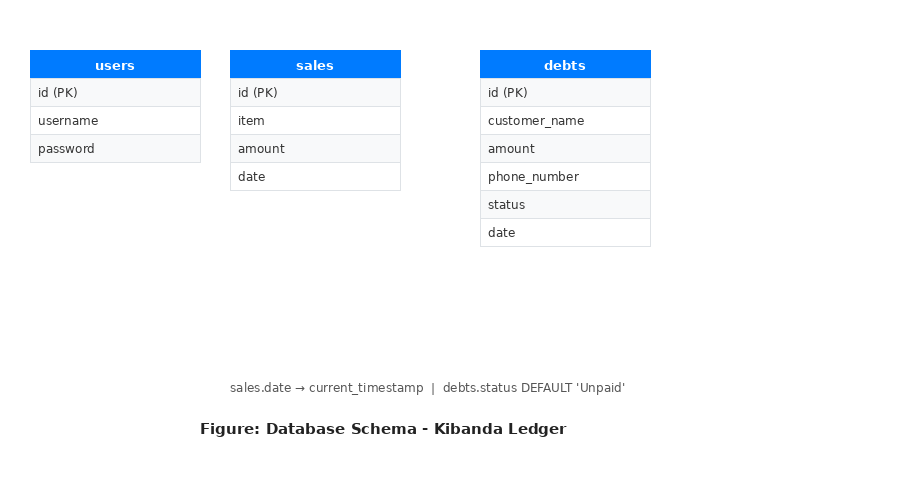 users
id (PK)
username
password
sales
id (PK)
item
amount
date
debts
id (PK)
customer_name
amount
phone_number
status
date
sales.date → current_timestamp | debts.status DEFAULT 'Unpaid'
Figure: Database Schema - Kibanda Ledger